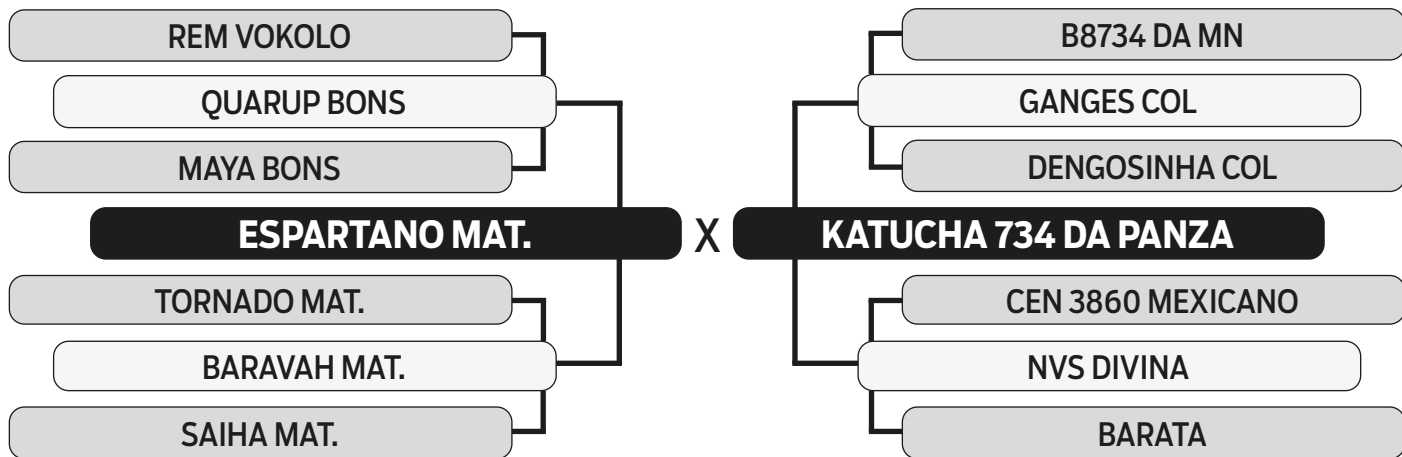 REM VOKOLO
QUARUP BONS
MAYA BONS
ESPARTANO MAT.
TORNADO MAT.
BARAVAH MAT.
SAIHA MAT.
X
B8734 DA MN
GANGES COL
DENGOSINHA COL
KATUCHA 734 DA PANZA
CEN 3860 MEXICANO
NVS DIVINA
BARATA